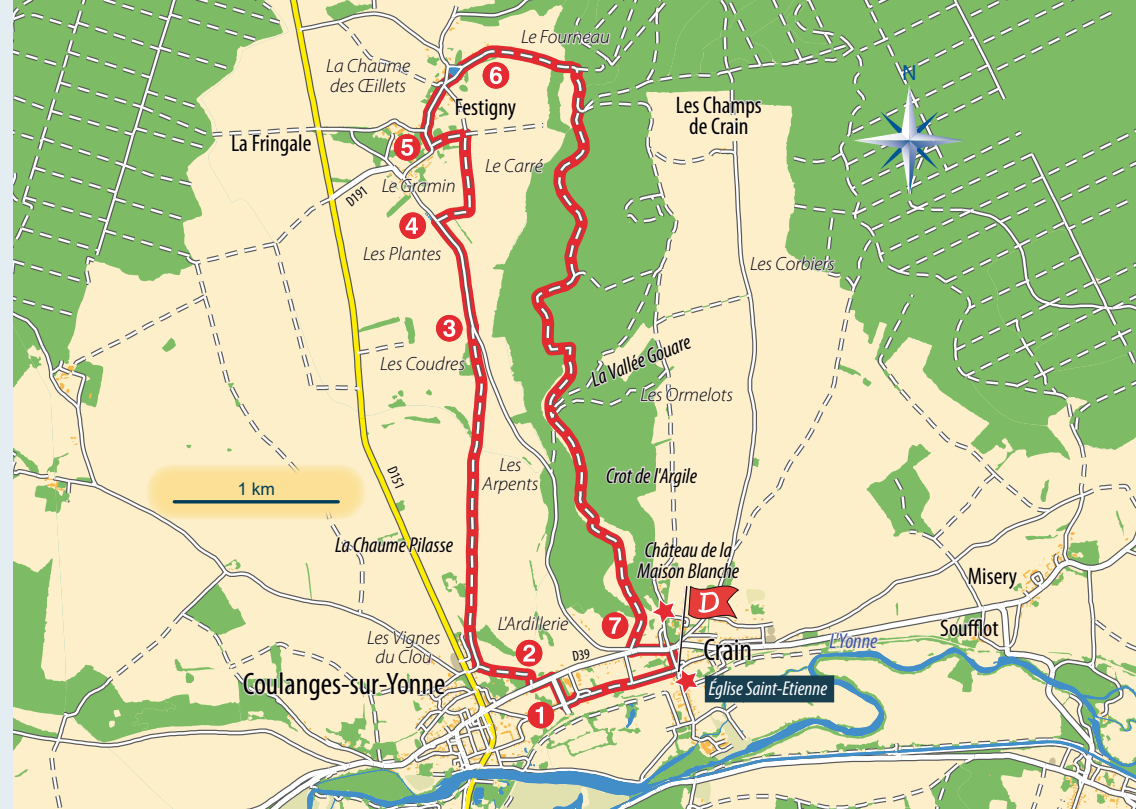 Le Fourneau
N
La Chaume
des Œillets
6
Festigny
Les Champs
de Crain
La Fringale
5
Le Carré
Le Gramin
D191
4
Les Plantes
Les Corbiers
3
Les Coudres
La Vallée Gouare
Les Ormelots
Les
Arpents
Crot de l'Argile
D151
1 km
La Chaume Pilasse
Château de la
Maison Blanche
Misery
D
L'Ardillerie
7
Soufflot
Les Vignes
du Clou
2
D39
Crain
L'Yonne
Coulanges-sur-Yonne
Église Saint-Etienne
1